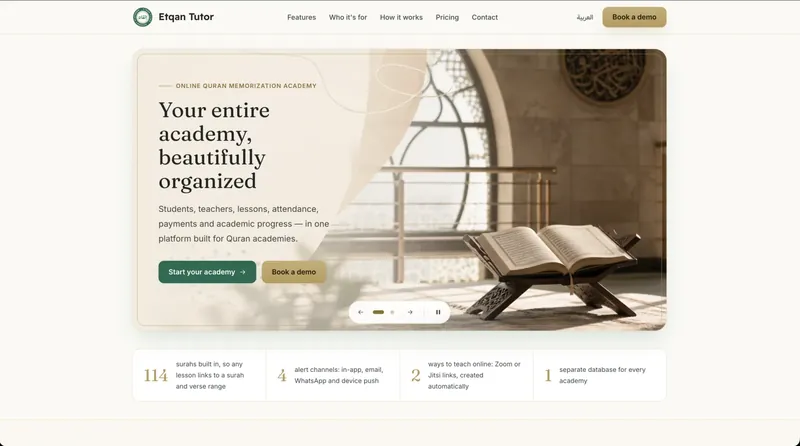 Etqan Tutor
Features
Who it's for
How it works
Pricing
Contact
العربية
Book a demo
ONLINE QURAN MEMORIZATION ACADEMY
Your entire
academy,
beautifully
organized
Students, teachers, lessons, attendance,
payments and academic progress — in one
platform built for Quran academies.
Start your academy →
Book a demo
114
surahs built in, so any
lesson links to a surah
and verse range
4
alert channels: in-app, email,
WhatsApp and device push
2
ways to teach online: Zoom or
Jitsi links, created
automatically
1
separate database for every
academy